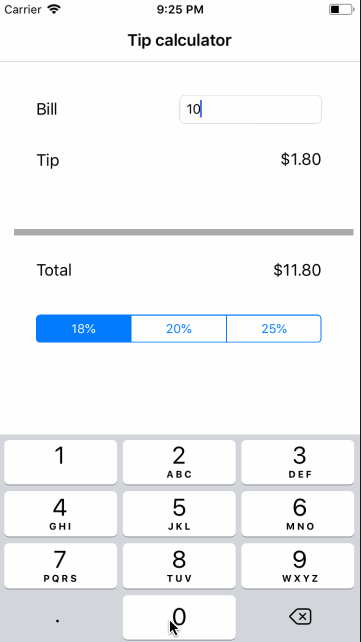 Carrier 9:25 PM
Tip calculator
Bill 10
Tip $1.80
Total $11.80
18% 20% 25%
1 2 3
ABC DEF
4 5 6
GHI JKL MNO
7 8 9
PQRS TUV WXYZ
. 0